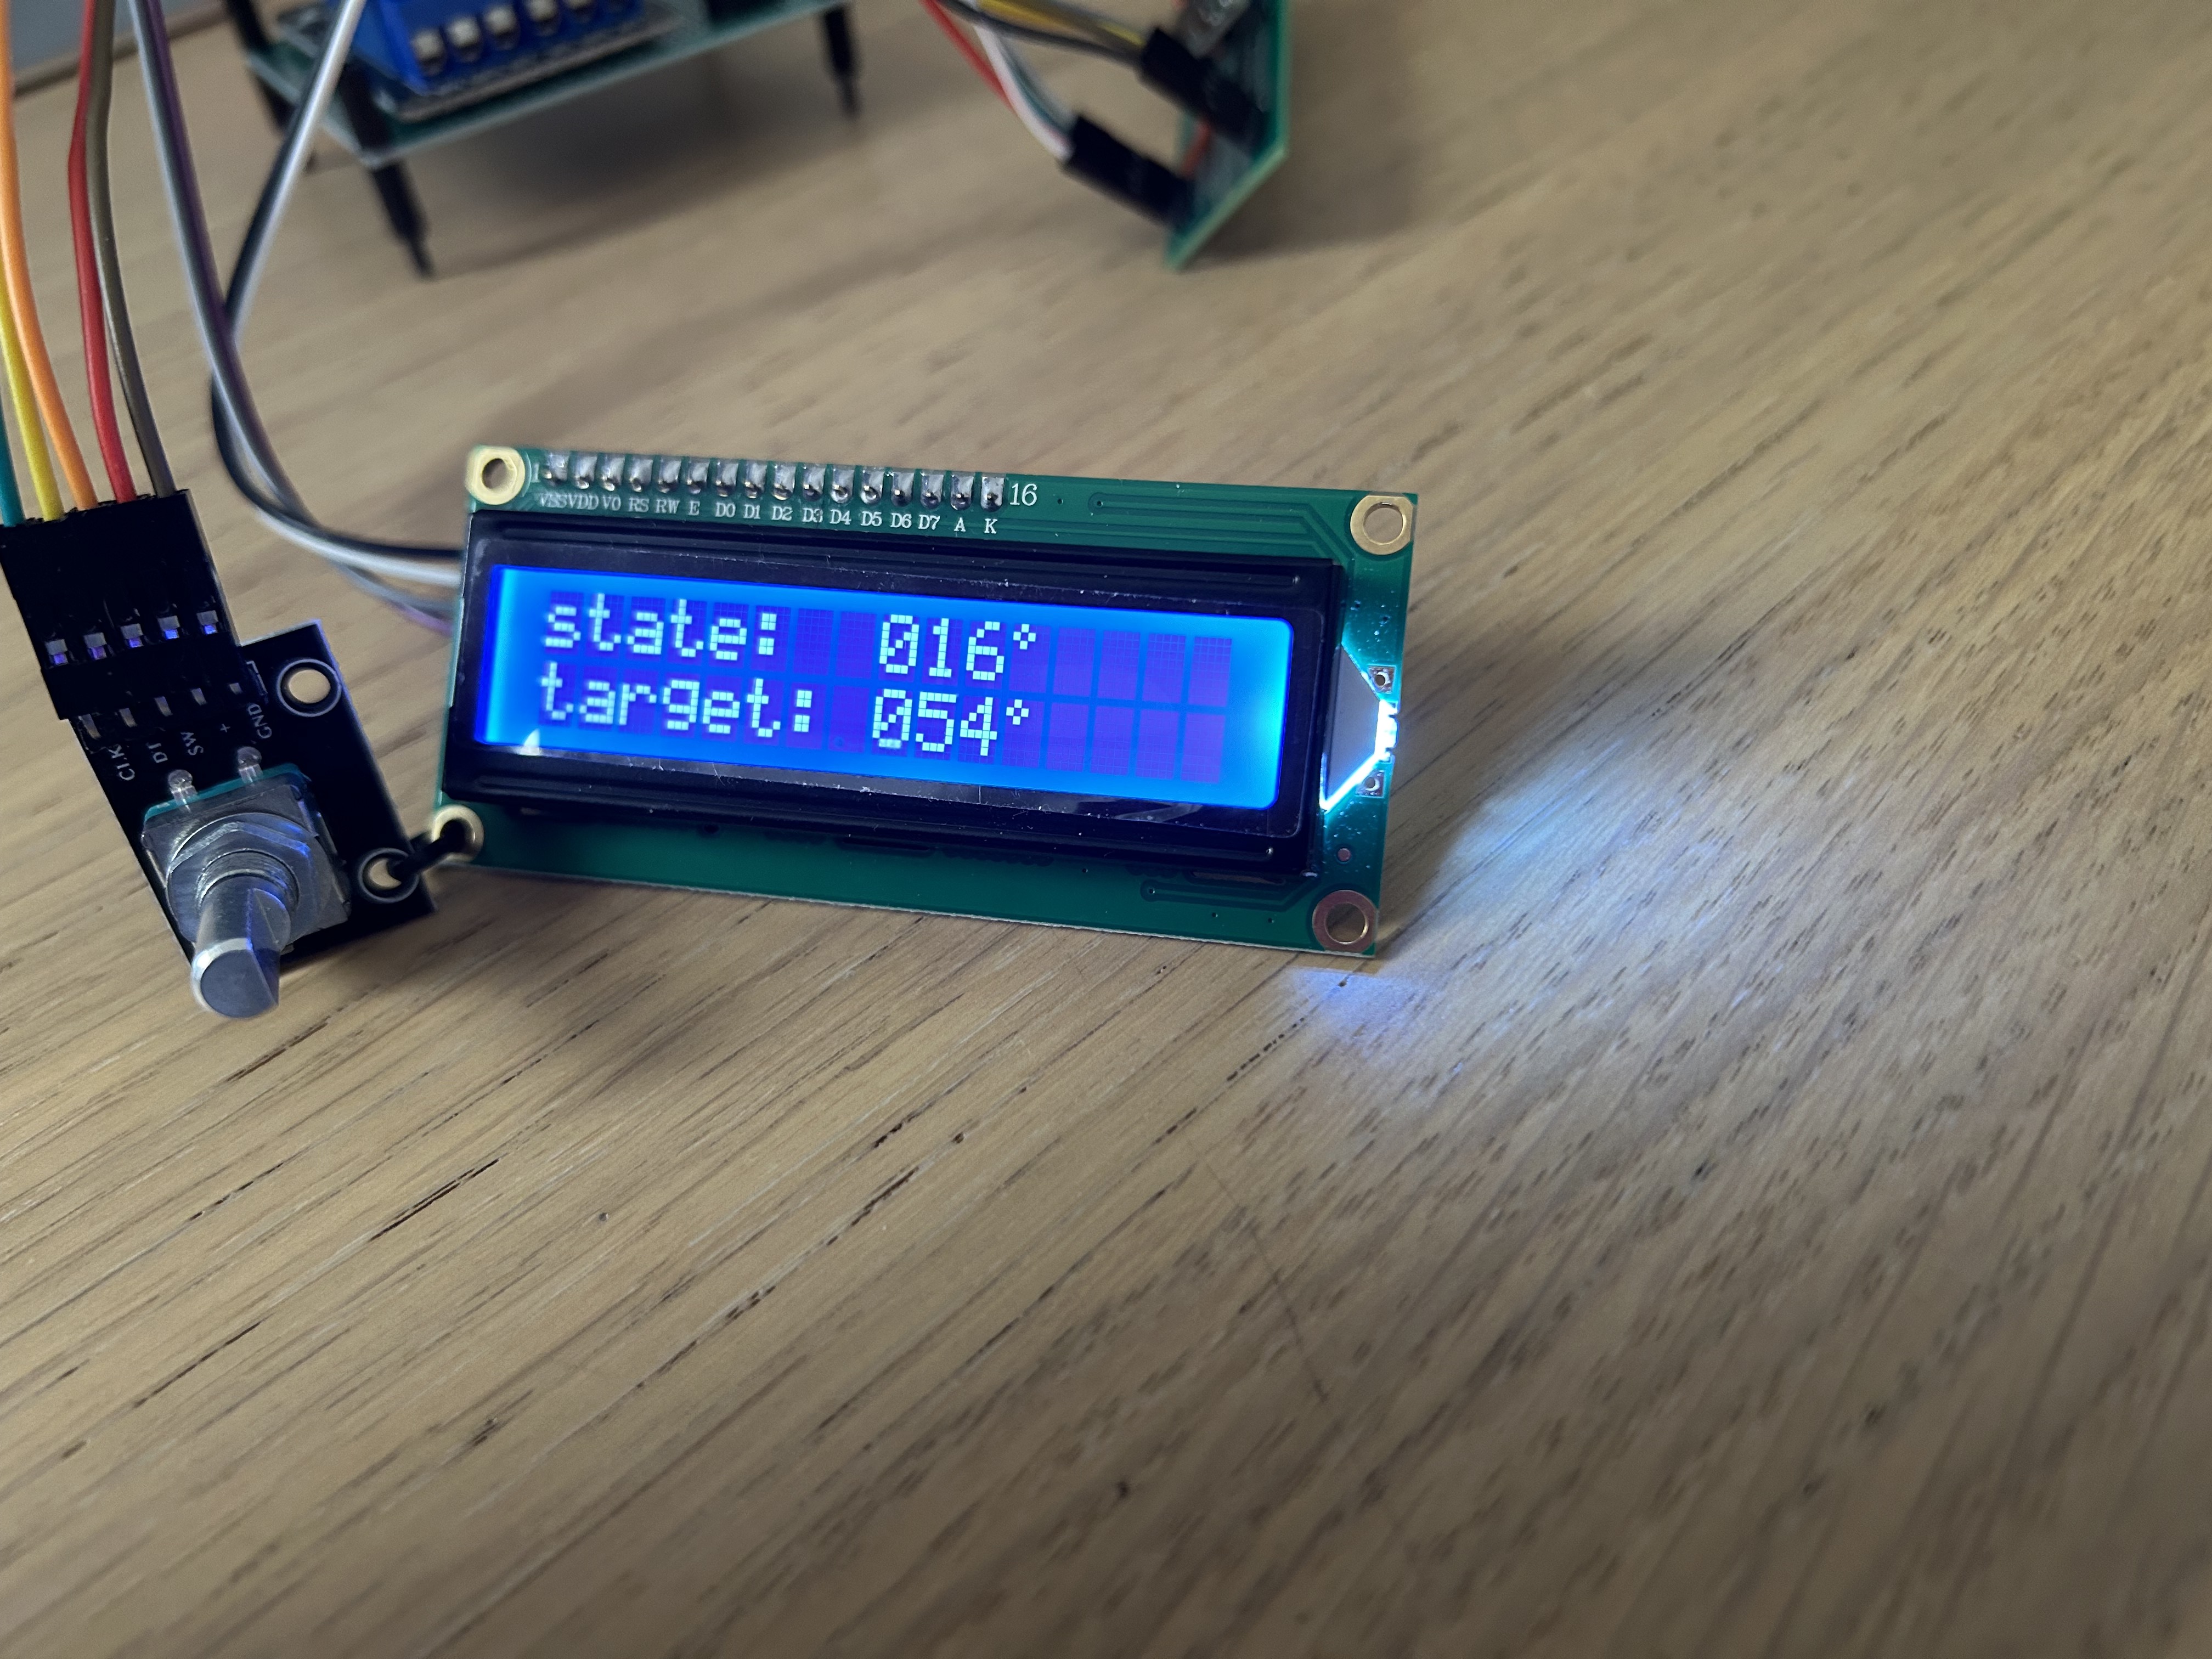 1 16
VSS VDD V0 RS RW E D0 D1 D2 D3 D4 D5 D6 D7 A K
state: 016°
target: 054°
CLK DT SW + GND